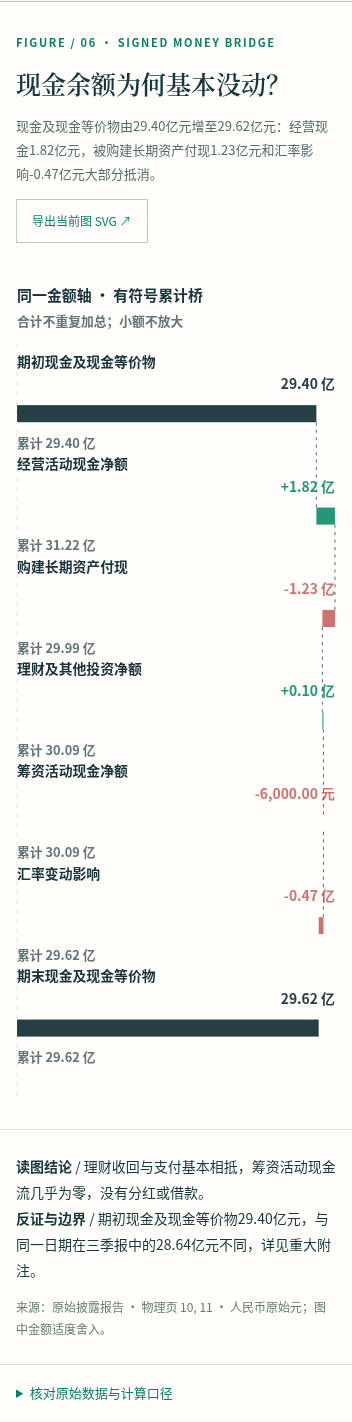 FIGURE / 06 · SIGNED MONEY BRIDGE
现金余额为何基本没动？
现金及现金等价物由29.40亿元增至29.62亿元：经营现
金1.82亿元，被购建长期资产付现1.23亿元和汇率影
响-0.47亿元大部分抵消。
导出当前图 SVG ↗
同一金额轴 · 有符号累计桥
合计不重复加总；小额不放大
期初现金及现金等价物
29.40 亿
累计 29.40 亿
经营活动现金净额
+1.82 亿
累计 31.22 亿
购建长期资产付现
-1.23 亿
累计 29.99 亿
理财及其他投资净额
+0.10 亿
累计 30.09 亿
筹资活动现金净额
-6,000.00 元
累计 30.09 亿
汇率变动影响
-0.47 亿
累计 29.62 亿
期末现金及现金等价物
29.62 亿
累计 29.62 亿
读图结论 / 理财收回与支付基本相抵，筹资活动现金
流几乎为零，没有分红或借款。
反证与边界 / 期初现金及现金等价物29.40亿元，与
同一日期在三季报中的28.64亿元不同，详见重大附
注。
来源：原始披露报告 · 物理页 10, 11 · 人民币原始元；图
中金额适度舍入。
▶ 核对原始数据与计算口径